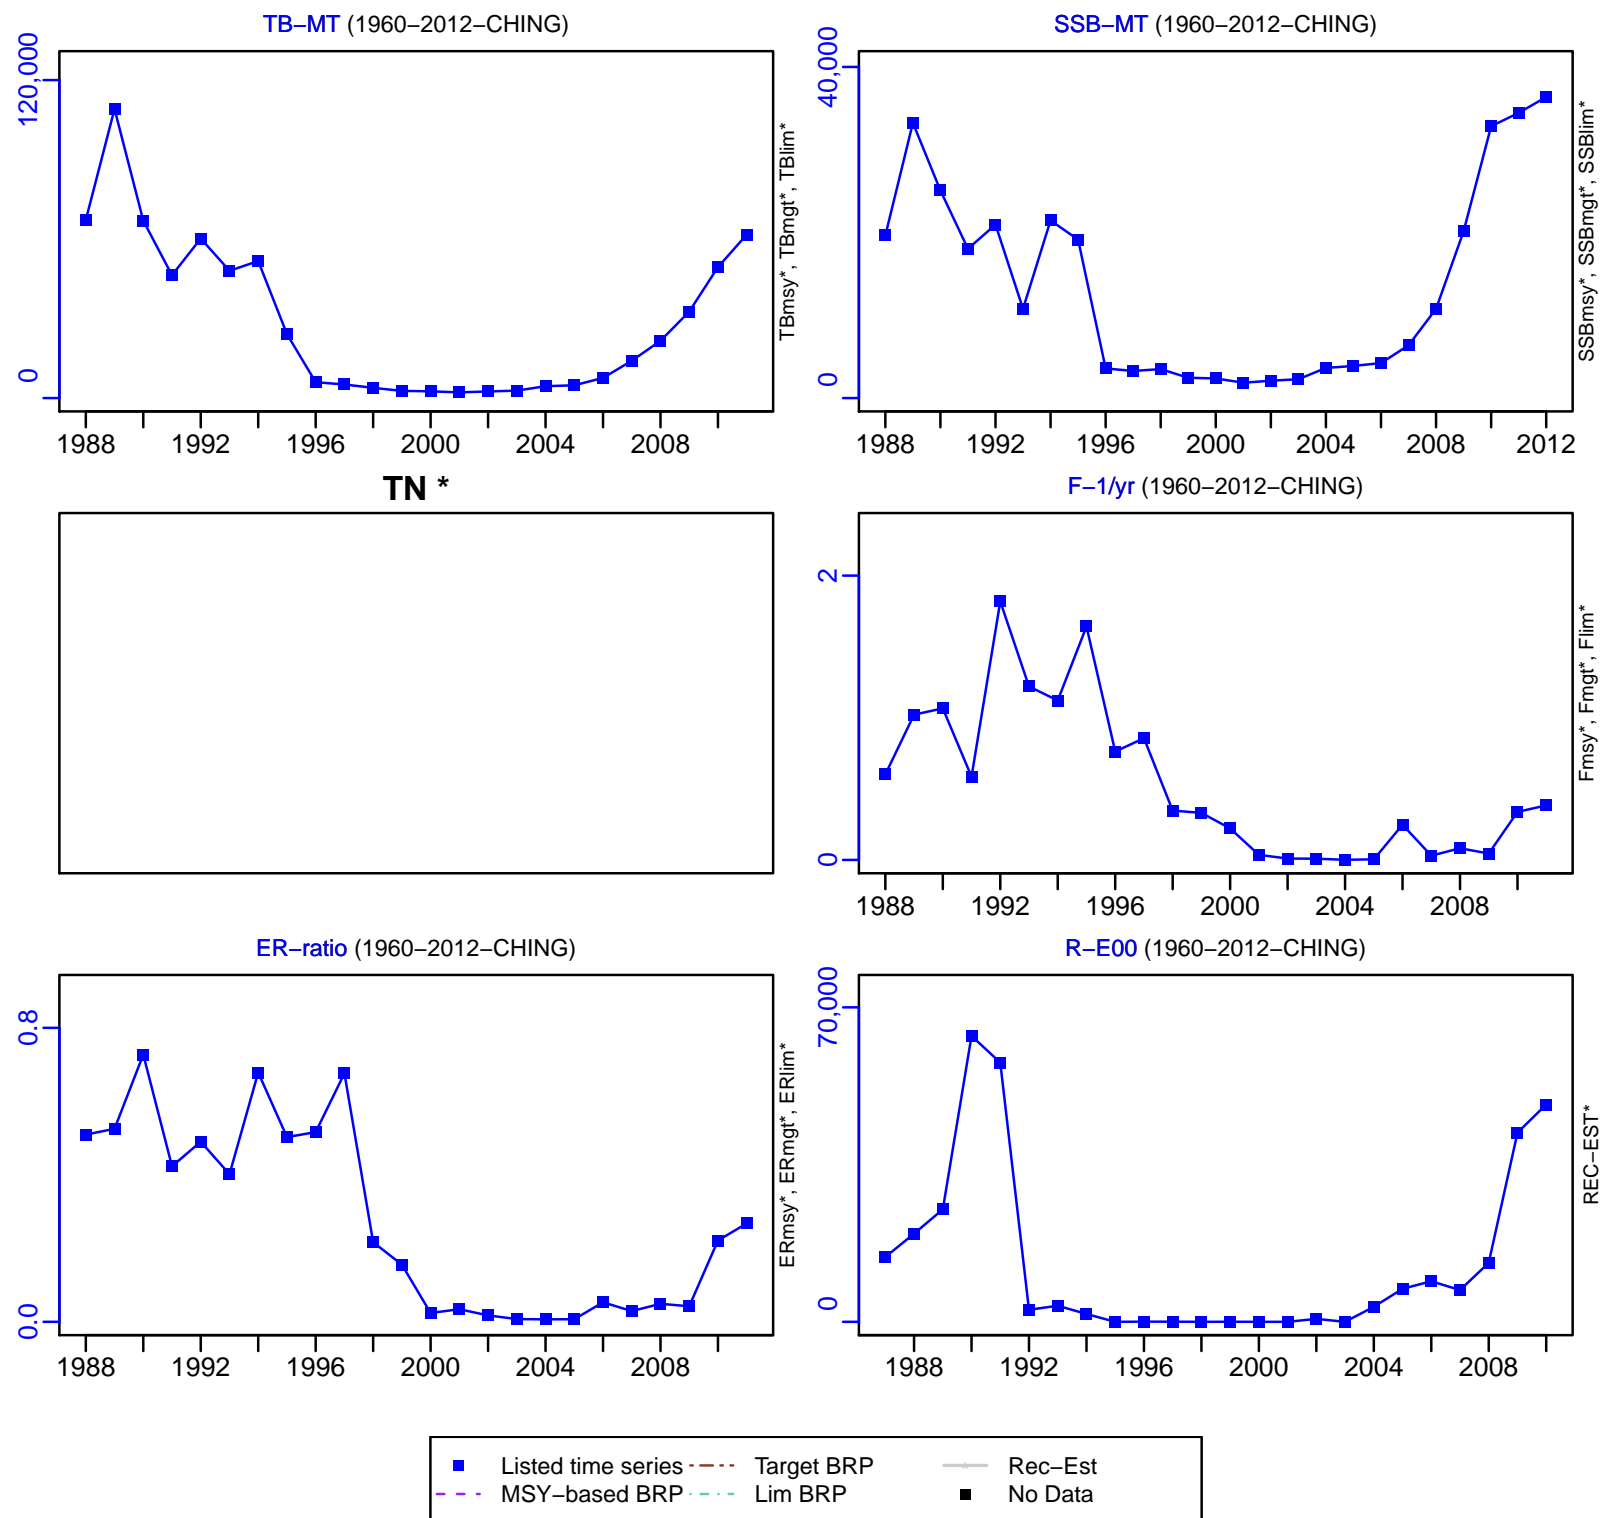 TB−MT (1960−2012−CHING)
120,000
0
1988 1992 1996 2000 2004 2008
TBmsy*, TBmgt*, TBlim*
SSB−MT (1960−2012−CHING)
40,000
0
1988 1992 1996 2000 2004 2008 2012
SSBmsy*, SSBmgt*, SSBlim*
TN *
F−1/yr (1960−2012−CHING)
2
0
1988 1992 1996 2000 2004 2008
Fmsy*, Fmgt*, Flim*
ER−ratio (1960−2012−CHING)
0.8
0.0
1988 1992 1996 2000 2004 2008
ERmsy*, ERmgt*, ERlim*
R−E00 (1960−2012−CHING)
70,000
0
1988 1992 1996 2000 2004 2008
REC−EST*
Listed time series Target BRP Rec−Est
MSY−based BRP Lim BRP No Data